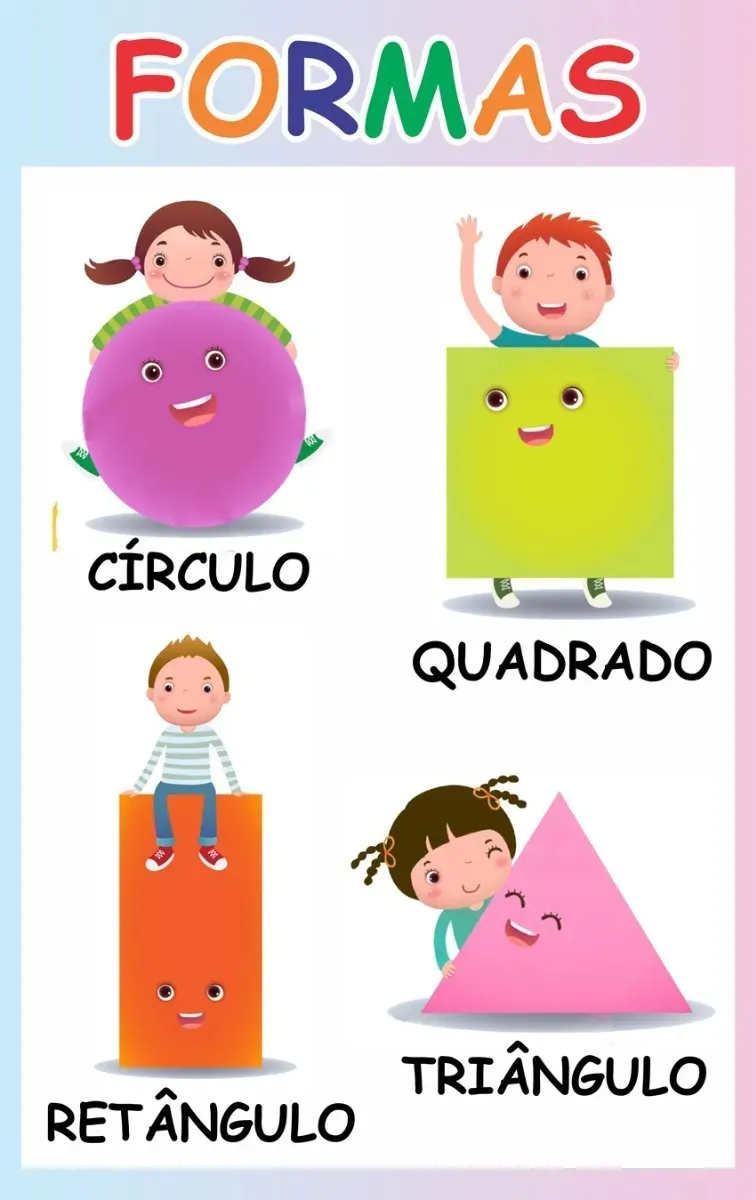 FORMAS
CÍRCULO
QUADRADO
RETÂNGULO
TRIÂNGULO